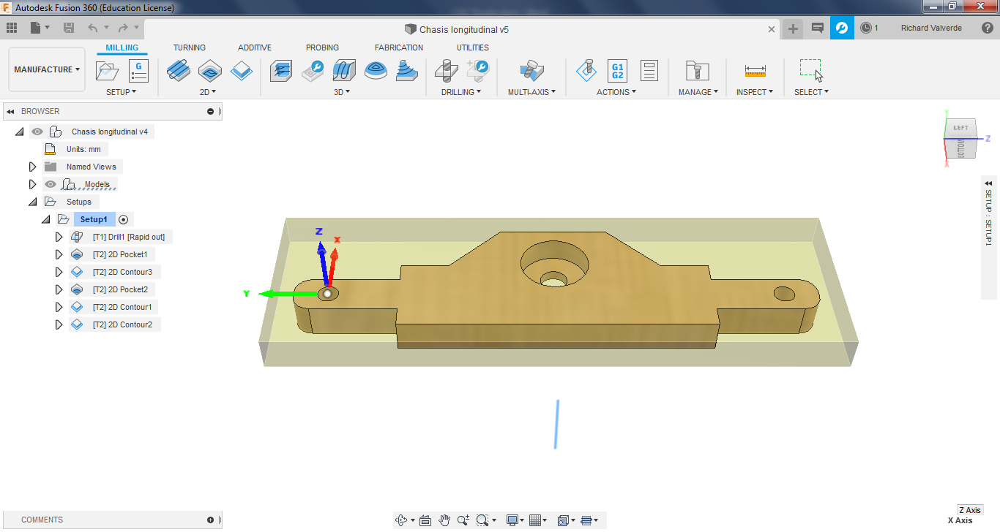 Autodesk Fusion 360 (Education License)
Chasis longitudinal v5
1
Richard Valverde
MANUFACTURE
MILLING TURNING ADDITIVE PROBING FABRICATION UTILITIES
G
G1
G2
SETUP 2D 3D DRILLING MULTI-AXIS ACTIONS MANAGE INSPECT SELECT
BROWSER
Chasis longitudinal v4
Units: mm
Named Views
Models
Setups
Setup1
[T1] Drill1 [Rapid out]
[T2] 2D Pocket1
[T2] 2D Contour3
[T2] 2D Pocket2
[T2] 2D Contour1
[T2] 2D Contour2
Z
X
Y
Y
LEFT
Z
BOTTOM
X
SETUP : SETUP1
COMMENTS
Z Axis
X Axis